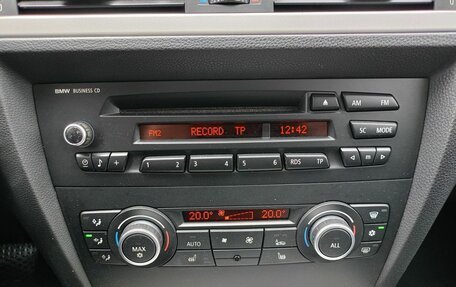 BMW BUSINESS CD
AM FM
FM2 RECORD TP 12:42
SC MODE
1 2 3 4 5 6 RDS TP
m
20.0° 20.0°
MAX AUTO ALL